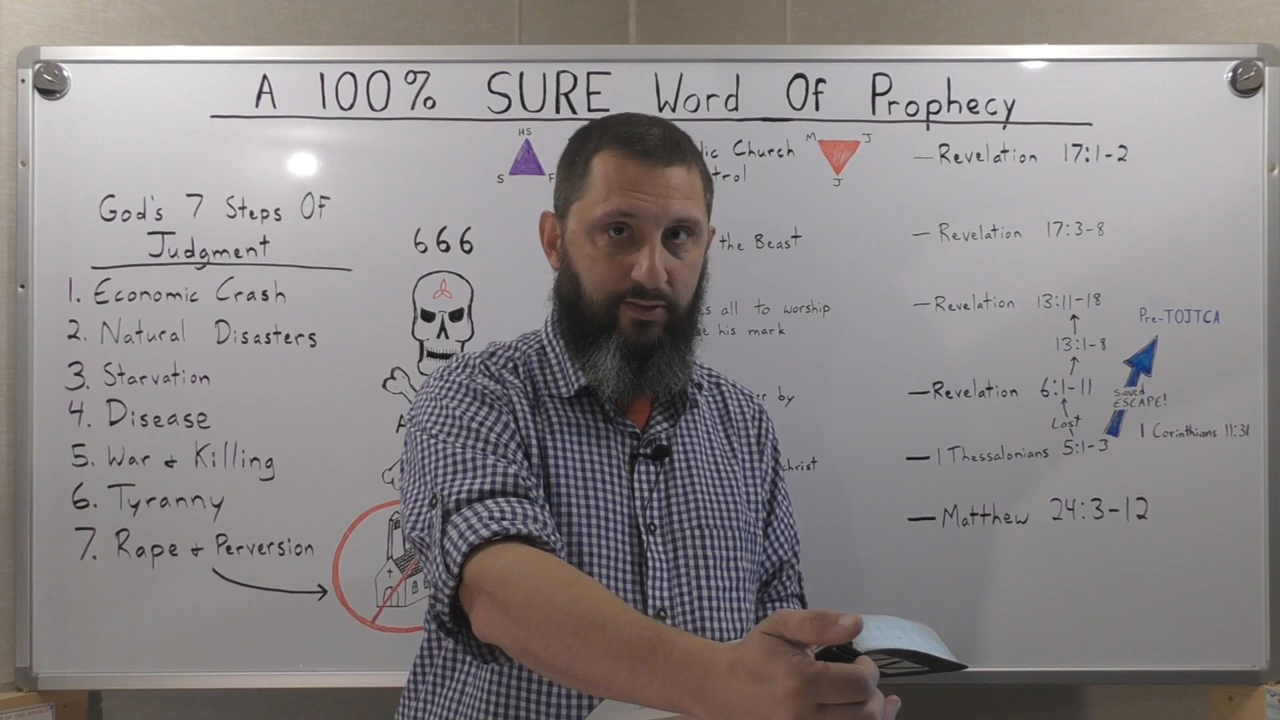 A 100% SURE Word Of Prophecy
God's 7 Steps OF
Judgment
1. Economic Crash
2. Natural Disasters
3. Starvation
4. Disease
5. War & Killing
6. Tyranny
7. Rape & Perversion
HS
S F
666
Church
M J
J
the Beast
all to worship
his mark
by
— Revelation 17:1-2
— Revelation 17:3-8
— Revelation 13:11-18
13:1-8
— Revelation 6:1-11
Lost
— 1 Thessalonians 5:1-3
— Matthew 24:3-12
Pre-TOJTCA
Saved
ESCAPE!
1 Corinthians 11:31